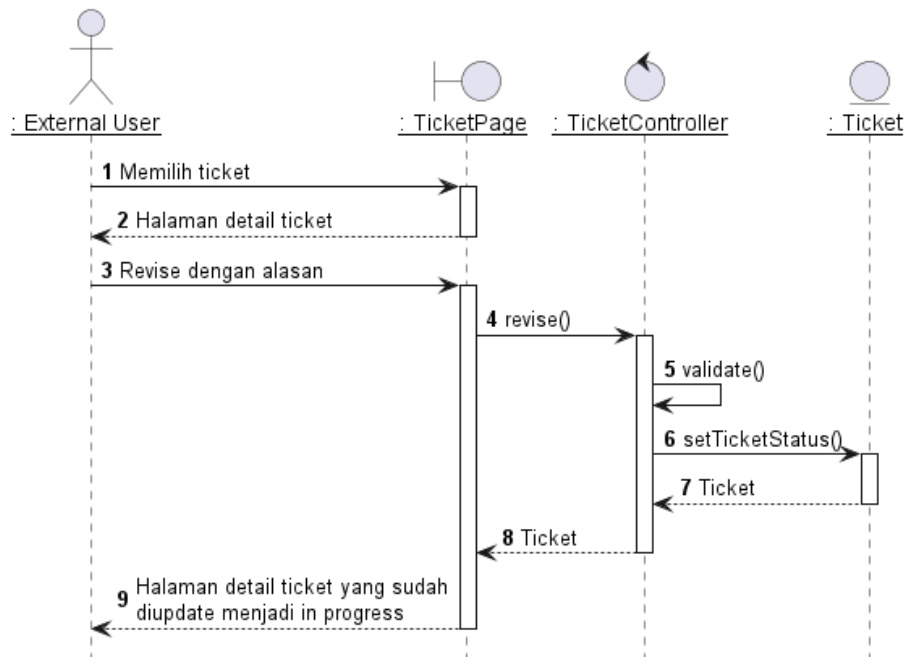 : External User
: TicketPage
: TicketController
: Ticket
1 Memilih ticket
2 Halaman detail ticket
3 Revise dengan alasan
4 revise()
5 validate()
6 setTicketStatus()
7 Ticket
8 Ticket
9 Halaman detail ticket yang sudah
diupdate menjadi in progress